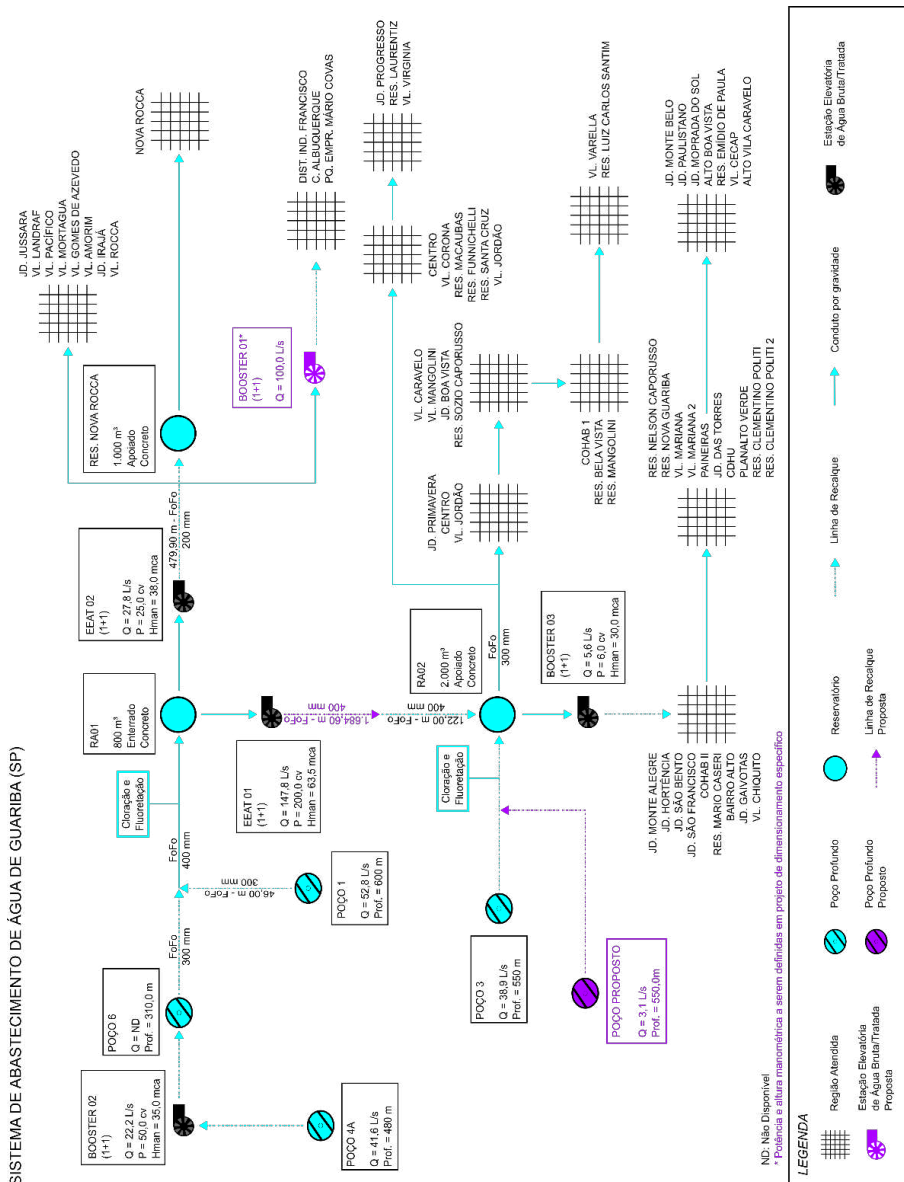 SISTEMA DE ABASTECIMENTO DE ÁGUA DE GUARIBA (SP)
BOOSTER 02
(1+1)
Q = 22,2 L/s
P = 50,0 cv
Hman = 35,0 mca
POÇO 6
Q = ND
Prof. = 310,0 m
FoFo
300 mm
FoFo
400 mm
Cloração e
Fluoretação
RA01
800 m³
Enterrado
Concreto
EEAT 02
(1+1)
Q = 27,8 L/s
P = 25,0 cv
Hman = 38,0 mca
479,90 m - FoFo
200 mm
RES. NOVA ROCCA
1.000 m³
Apoiado
Concreto
JD. JUSSARA
VL. LANDRAF
VL. PACÍFICO
VL. MORTAGUA
VL. GOMES DE AZEVEDO
VL. AMORIM
JD. IRAJÁ
VL. ROCCA
NOVA ROCCA
POÇO 4A
Q = 41,6 L/s
Prof. = 480 m
POÇO 1
Q = 52,8 L/s
Prof. = 600 m
46,00 m - FoFo
300 mm
EEAT 01
(1+1)
Q = 147,8 L/s
P = 200,0 cv
Hman = 63,5 mca
1.684,60 m - FoFo
400 mm
122,00 m - FoFo
400 mm
BOOSTER 01*
(1+1)
Q = 100,0 L/s
DIST. IND. FRANCISCO
C. ALBUQUERQUE
PQ. EMPR. MÁRIO COVAS
POÇO 3
Q = 38,9 L/s
Prof. = 550 m
Cloração e
Fluoretação
RA02
2.000 m³
Apoiado
Concreto
FoFo
300 mm
JD. PRIMAVERA
CENTRO
VL. JORDÃO
VL. CARAVELO
VL. MANGOLINI
JD. BOA VISTA
RES. SOZIO CAPORUSSO
CENTRO
VL. CORONA
RES. MACAUBAS
RES. FUNNICHELLI
RES. SANTA CRUZ
VL. JORDÃO
JD. PROGRESSO
RES. LAURENTIZ
VL. VIRGINIA
POÇO PROPOSTO
Q = 3,1 L/s
Prof. = 550,0m
BOOSTER 03
(1+1)
Q = 5,6 L/s
P = 6,0 cv
Hman = 30,0 mca
COHAB 1
RES. BELA VISTA
RES. MANGOLINI
VL. VARELLA
RES. LUIZ CARLOS SANTIM
JD. MONTE ALEGRE
JD. HORTÊNCIA
JD. SÃO BENTO
JD. SÃO FRANCISCO
COHAB II
RES. MARIO CASERI
BAIRRO ALTO
JD. GAIVOTAS
VL. CHIQUITO
RES. NELSON CAPORUSSO
RES. NOVA GUARIBA
VL. MARIANA
VL. MARIANA 2
PAINEIRAS
JD. DAS TORRES
CDHU
PLANALTO VERDE
RES. CLEMENTINO POLITI
RES. CLEMENTINO POLITI 2
JD. MONTE BELO
JD. PAULISTANO
JD. MOPRADA DO SOL
ALTO BOA VISTA
RES. EMÍDIO DE PAULA
VL. CECAP
ALTO VILA CARAVELO
ND: Não Disponível
* Potência e altura manométrica a serem definidas em projeto de dimensionamento específico
LEGENDA
Região Atendida
Poço Profundo
Reservatório
Linha de Recalque
Conduto por gravidade
Estação Elevatória
de Água Bruta/Tratada
Estação Elevatória
de Água Bruta/Tratada
Proposta
Poço Profundo
Proposto
Linha de Recalque
Proposta